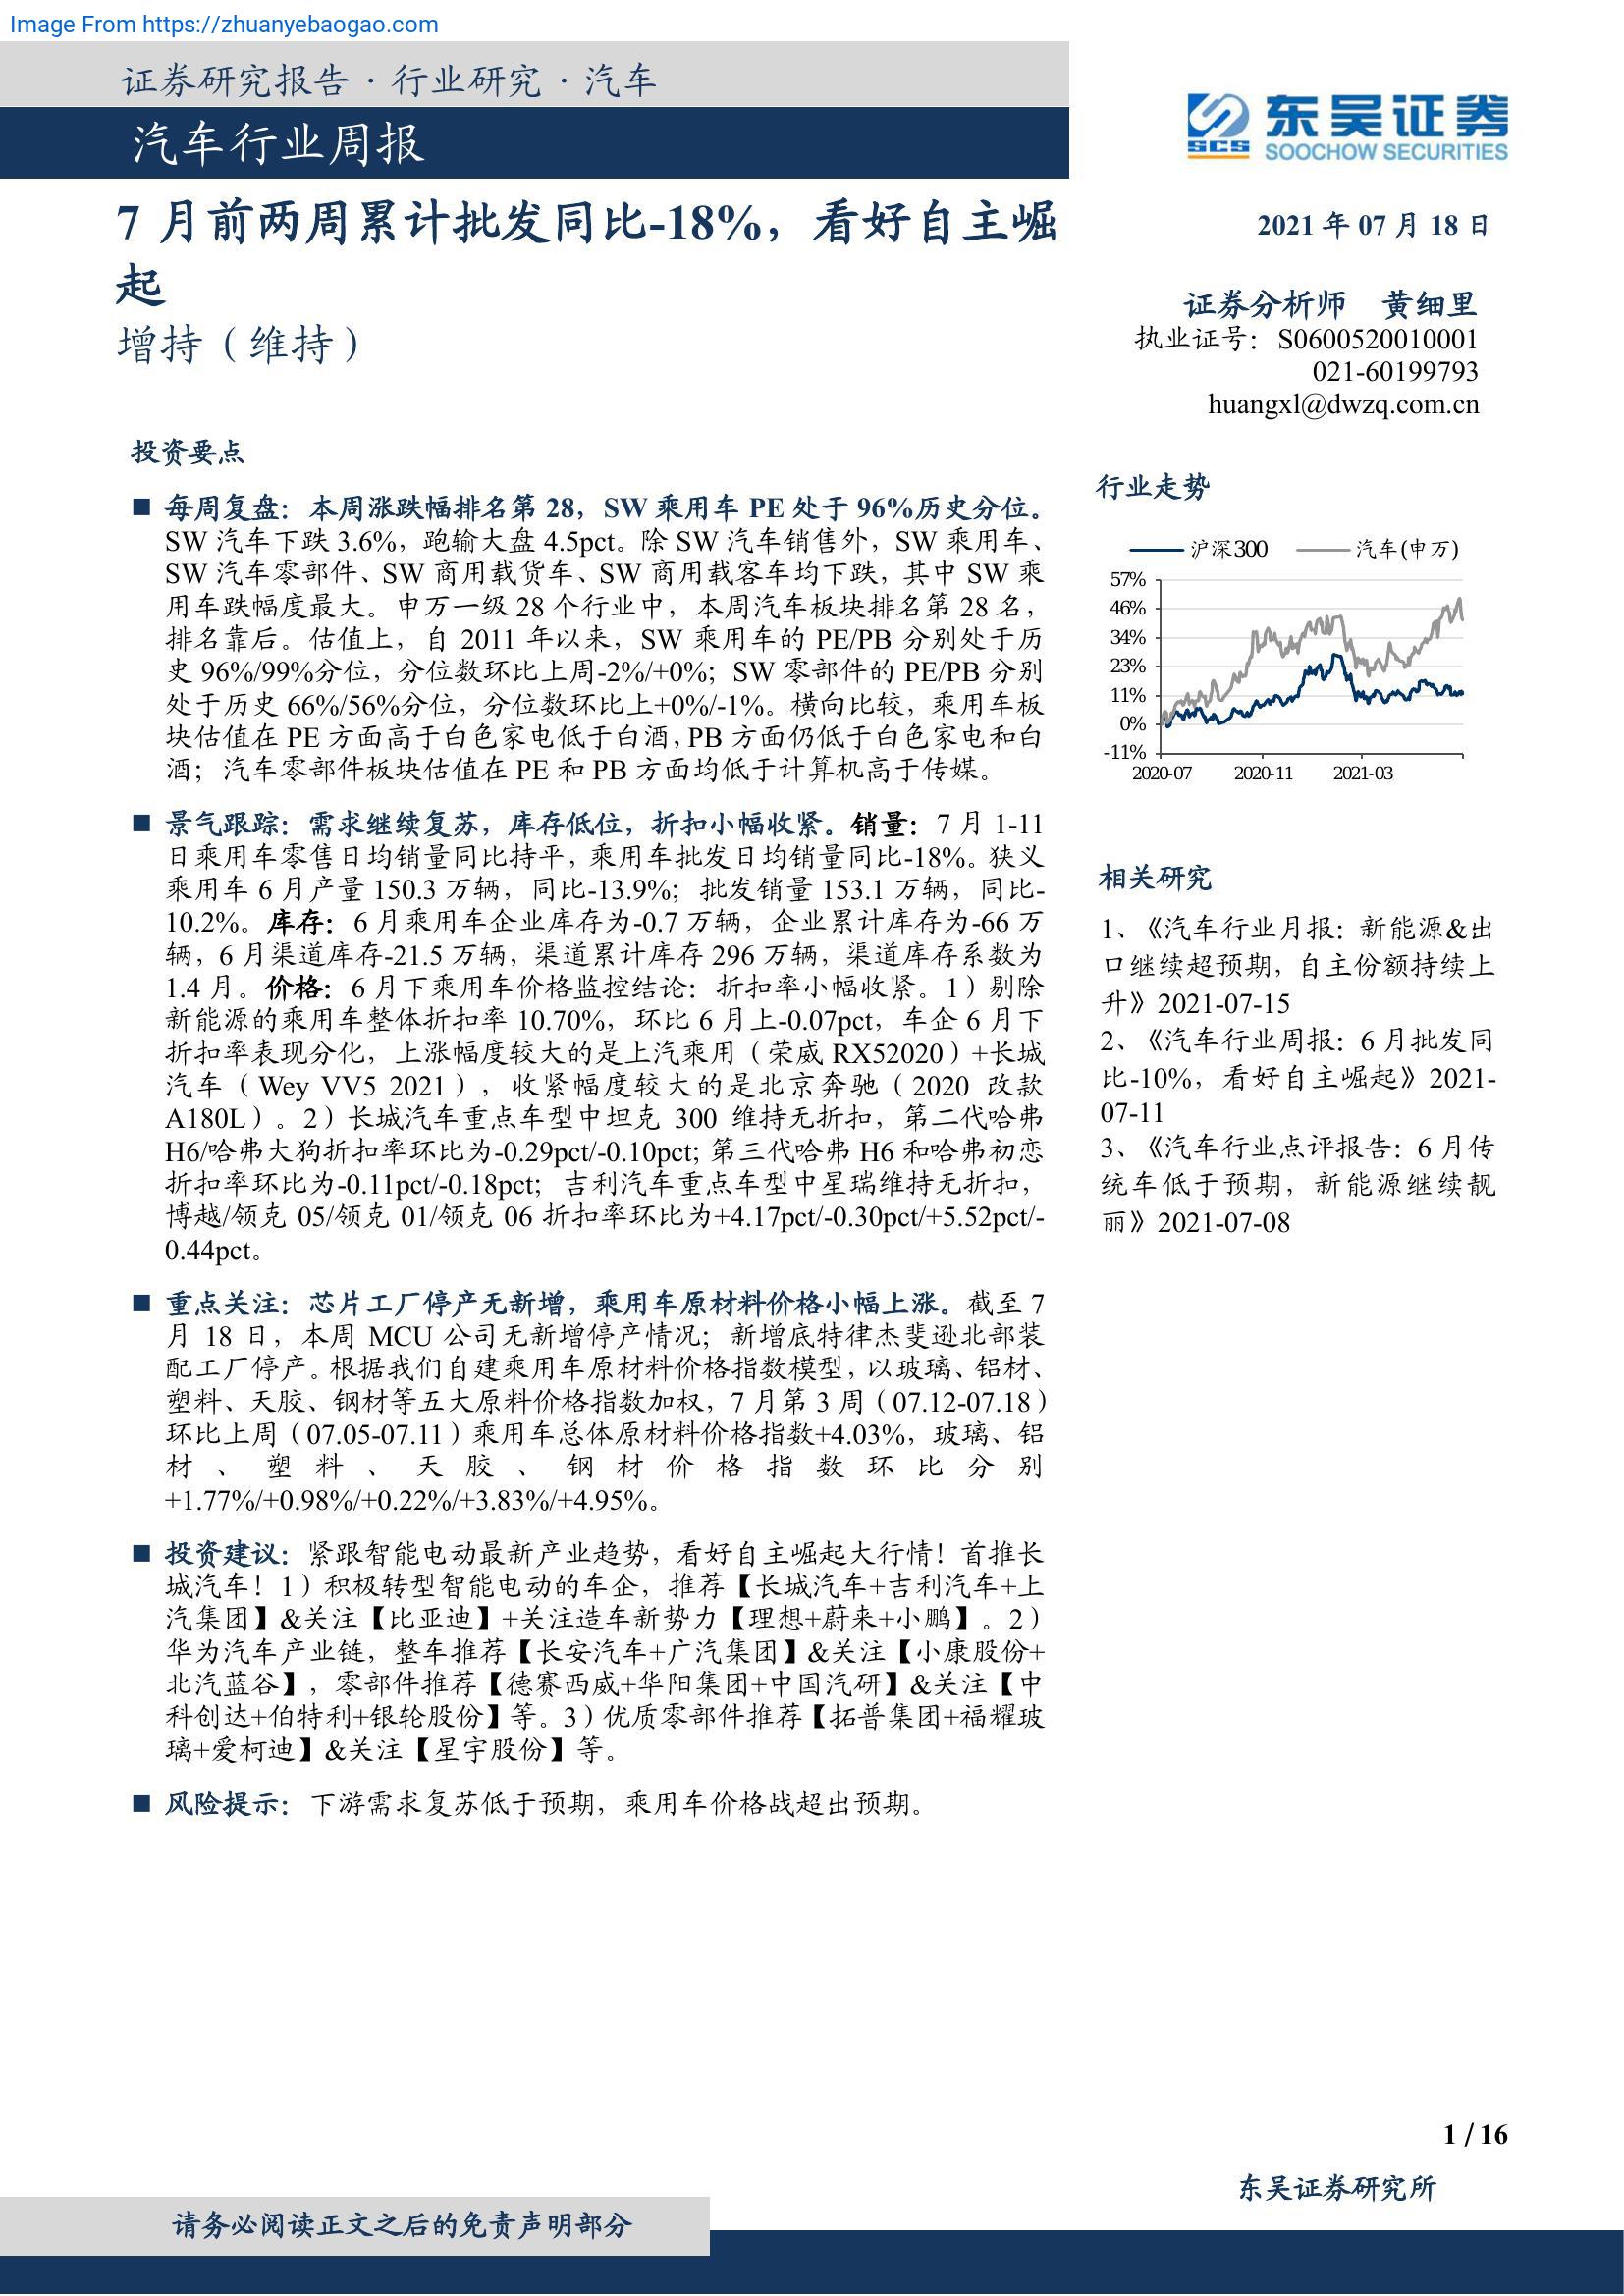 Image From https://zhuanyebaogao.com
证券研究报告 · 行业研究 · 汽车
汽车行业周报
东吴证券
SCS
SOOCHOW SECURITIES
7 月前两周累计批发同比-18%，看好自主崛
起
增持（维持）
2021 年 07 月 18 日
证券分析师 黄细里
执业证号：S0600520010001
021-60199793
huangxl@dwzq.com.cn
投资要点
■ 每周复盘：本周涨跌幅排名第 28，SW 乘用车 PE 处于 96%历史分位。
SW 汽车下跌 3.6%，跑输大盘 4.5pct。除 SW 汽车销售外，SW 乘用车、
SW 汽车零部件、SW 商用载货车、SW 商用载客车均下跌，其中 SW 乘
用车跌幅度最大。申万一级 28 个行业中，本周汽车板块排名第 28 名，
排名靠后。估值上，自 2011 年以来，SW 乘用车的 PE/PB 分别处于历
史 96%/99%分位，分位数环比上周-2%/+0%；SW 零部件的 PE/PB 分别
处于历史 66%/56%分位，分位数环比上+0%/-1%。横向比较，乘用车板
块估值在 PE 方面高于白色家电低于白酒，PB 方面仍低于白色家电和白
酒；汽车零部件板块估值在 PE 和 PB 方面均低于计算机高于传媒。
■ 景气跟踪：需求继续复苏，库存低位，折扣小幅收紧。销量：7 月 1-11
日乘用车零售日均销量同比持平，乘用车批发日均销量同比-18%。狭义
乘用车 6 月产量 150.3 万辆，同比-13.9%；批发销量 153.1 万辆，同比-
10.2%。库存：6 月乘用车企业库存为-0.7 万辆，企业累计库存为-66 万
辆，6 月渠道库存-21.5 万辆，渠道累计库存 296 万辆，渠道库存系数为
1.4 月。价格：6 月下乘用车价格监控结论：折扣率小幅收紧。1）剔除
新能源的乘用车整体折扣率 10.70%，环比 6 月上-0.07pct，车企 6 月下
折扣率表现分化，上涨幅度较大的是上汽乘用（荣威 RX52020）+长城
汽车（Wey VV5 2021），收紧幅度较大的是北京奔驰（2020 改款
A180L）。2）长城汽车重点车型中坦克 300 维持无折扣，第二代哈弗
H6/哈弗大狗折扣率环比为-0.29pct/-0.10pct; 第三代哈弗 H6 和哈弗初恋
折扣率环比为-0.11pct/-0.18pct；吉利汽车重点车型中星瑞维持无折扣，
博越/领克 05/领克 01/领克 06 折扣率环比为+4.17pct/-0.30pct/+5.52pct/-
0.44pct。
■ 重点关注：芯片工厂停产无新增，乘用车原材料价格小幅上涨。截至 7
月 18 日，本周 MCU 公司无新增停产情况；新增底特律杰斐逊北部装
配工厂停产。根据我们自建乘用车原材料价格指数模型，以玻璃、铝材、
塑料、天胶、钢材等五大原料价格指数加权，7 月第 3 周（07.12-07.18）
环比上周（07.05-07.11）乘用车总体原材料价格指数+4.03%，玻璃、铝
材、塑料、天胶、钢材价格指数环比分别
+1.77%/+0.98%/+0.22%/+3.83%/+4.95%。
■ 投资建议：紧跟智能电动最新产业趋势，看好自主崛起大行情！首推长
城汽车！1）积极转型智能电动的车企，推荐【长城汽车+吉利汽车+上
汽集团】&关注【比亚迪】+关注造车新势力【理想+蔚来+小鹏】。2）
华为汽车产业链，整车推荐【长安汽车+广汽集团】&关注【小康股份+
北汽蓝谷】，零部件推荐【德赛西威+华阳集团+中国汽研】&关注【中
科创达+伯特利+银轮股份】等。3）优质零部件推荐【拓普集团+福耀玻
璃+爱柯迪】&关注【星宇股份】等。
■ 风险提示：下游需求复苏低于预期，乘用车价格战超出预期。
行业走势
沪深300 汽车(申万)
57%
46%
34%
23%
11%
0%
-11%
2020-07 2020-11 2021-03
相关研究
1、《汽车行业月报：新能源&出
口继续超预期，自主份额持续上
升》2021-07-15
2、《汽车行业周报：6 月批发同
比-10%，看好自主崛起》2021-
07-11
3、《汽车行业点评报告：6 月传
统车低于预期，新能源继续靓
丽》2021-07-08
1 / 16
东吴证券研究所
请务必阅读正文之后的免责声明部分